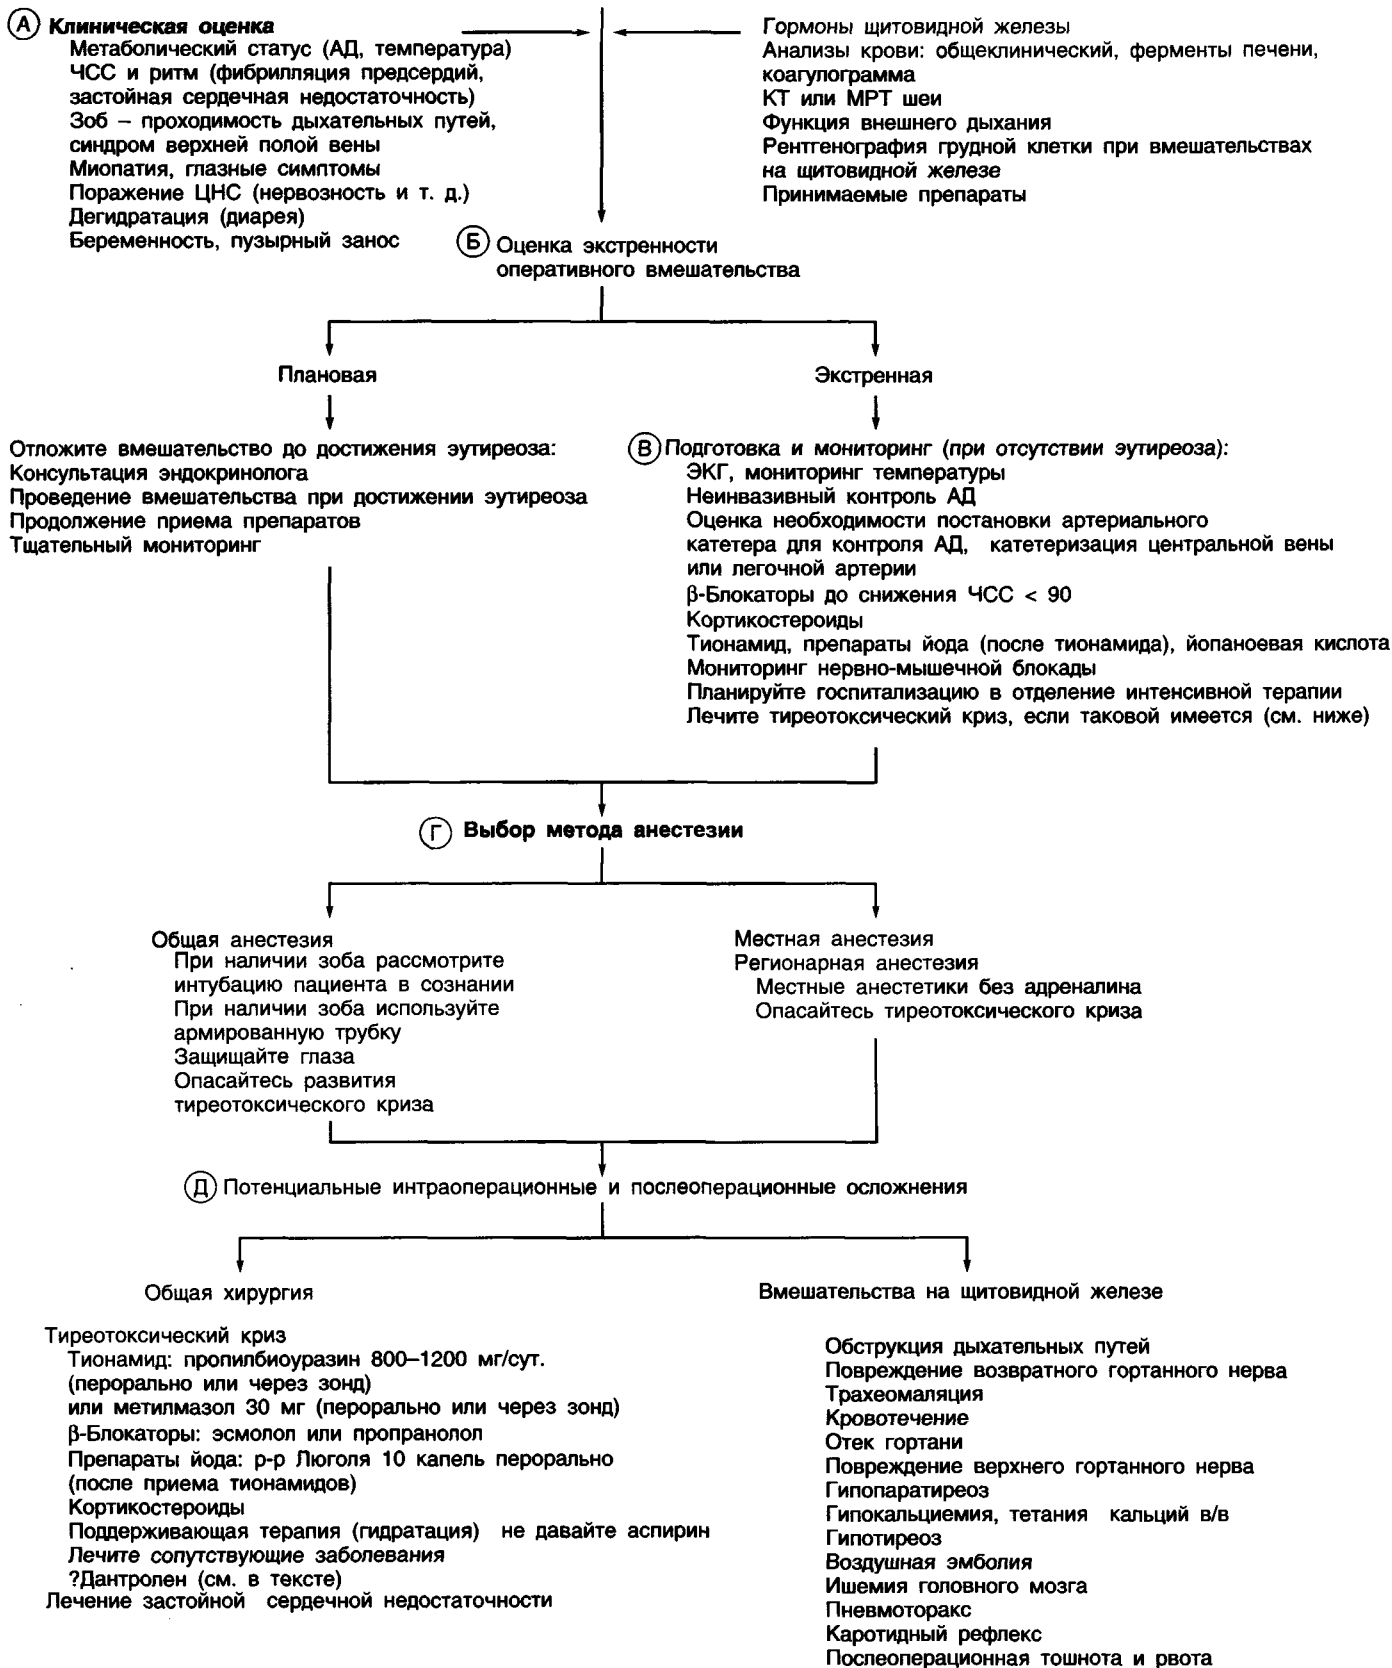 А Клиническая оценка
Метаболический статус (АД, температура)
ЧСС и ритм (фибрилляция предсердий,
застойная сердечная недостаточность)
Зоб – проходимость дыхательных путей,
синдром верхней полой вены
Миопатия, глазные симптомы
Поражение ЦНС (нервозность и т. д.)
Дегидратация (диарея)
Беременность, пузырный занос
Гормоны щитовидной железы
Анализы крови: общеклинический, ферменты печени,
коагулограмма
КТ или МРТ шеи
Функция внешнего дыхания
Рентгенография грудной клетки при вмешательствах
на щитовидной железе
Принимаемые препараты
Б Оценка экстренности
оперативного вмешательства
Плановая
Экстренная
Отложите вмешательство до достижения эутиреоза:
Консультация эндокринолога
Проведение вмешательства при достижении эутиреоза
Продолжение приема препаратов
Тщательный мониторинг
В Подготовка и мониторинг (при отсутствии эутиреоза):
ЭКГ, мониторинг температуры
Неинвазивный контроль АД
Оценка необходимости постановки артериального
катетера для контроля АД, катетеризация центральной вены
или легочной артерии
β-Блокаторы до снижения ЧСС < 90
Кортикостероиды
Тионамид, препараты йода (после тионамида), йопаноевая кислота
Мониторинг нервно-мышечной блокады
Планируйте госпитализацию в отделение интенсивной терапии
Лечите тиреотоксический криз, если таковой имеется (см. ниже)
Г Выбор метода анестезии
Общая анестезия
При наличии зоба рассмотрите
интубацию пациента в сознании
При наличии зоба используйте
армированную трубку
Защищайте глаза
Опасайтесь развития
тиреотоксического криза
Местная анестезия
Регионарная анестезия
Местные анестетики без адреналина
Опасайтесь тиреотоксического криза
Д Потенциальные интраоперационные и послеоперационные осложнения
Общая хирургия
Вмешательства на щитовидной железе
Тиреотоксический криз
Тионамид: пропилбиоуразин 800–1200 мг/сут.
(перорально или через зонд)
или метилмазол 30 мг (перорально или через зонд)
β-Блокаторы: эсмолол или пропранолол
Препараты йода: р-р Люголя 10 капель перорально
(после приема тионамидов)
Кортикостероиды
Поддерживающая терапия (гидратация) не давайте аспирин
Лечите сопутствующие заболевания
?Дантролен (см. в тексте)
Лечение застойной сердечной недостаточности
Обструкция дыхательных путей
Повреждение возвратного гортанного нерва
Трахеомаляция
Кровотечение
Отек гортани
Повреждение верхнего гортанного нерва
Гипопаратиреоз
Гипокальциемия, тетания кальций в/в
Гипотиреоз
Воздушная эмболия
Ишемия головного мозга
Пневмоторакс
Каротидный рефлекс
Послеоперационная тошнота и рвота